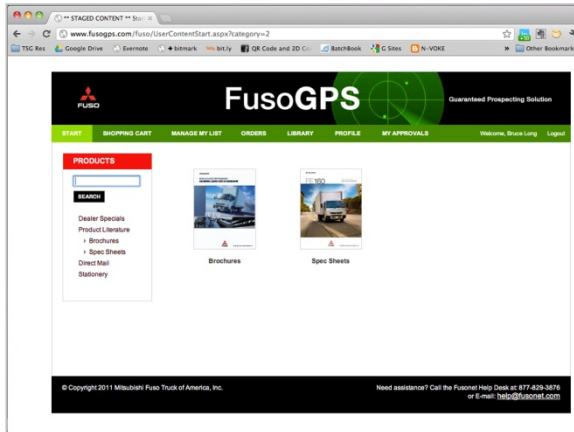 ** STAGED CONTENT ** Star
www.fusogps.com/fuso/UserContentStart.aspx?category=2
TSG Res Google Drive Evernote + bitmark bit.ly QR Code and 2D Co BatchBook G Sites N-VOKE » Other Bookmark
FUSO
FusoGPS
Guaranteed Prospecting Solution
START SHOPPING CART MANAGE MY LIST ORDERS LIBRARY PROFILE MY APPROVALS Welcome, Bruce Long Logout
PRODUCTS
SEARCH
Dealer Specials
Product Literature
› Brochures
› Spec Sheets
Direct Mail
Stationery
160
Brochures
Spec Sheets
© Copyright 2011 Mitsubishi Fuso Truck of America, Inc.
Need assistance? Call the Fusonet Help Desk at: 877-829-3876
or E-mail: help@fusonet.com